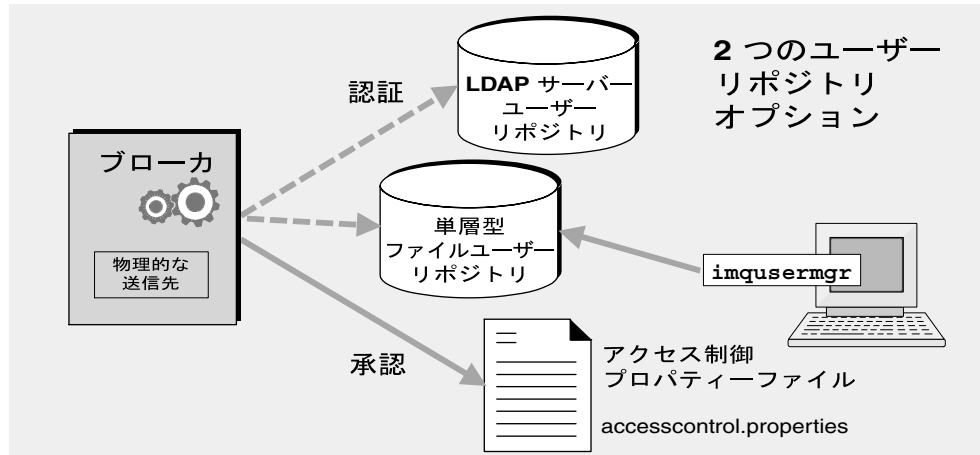 2 つのユーザー
リポジトリ
オプション
認証
LDAP サーバー
ユーザー
リポジトリ
ブローカ
物理的な
送信先
単層型
ファイルユーザー
リポジトリ
imqusermgr
承認
アクセス制御
プロパティーファイル
accesscontrol.properties